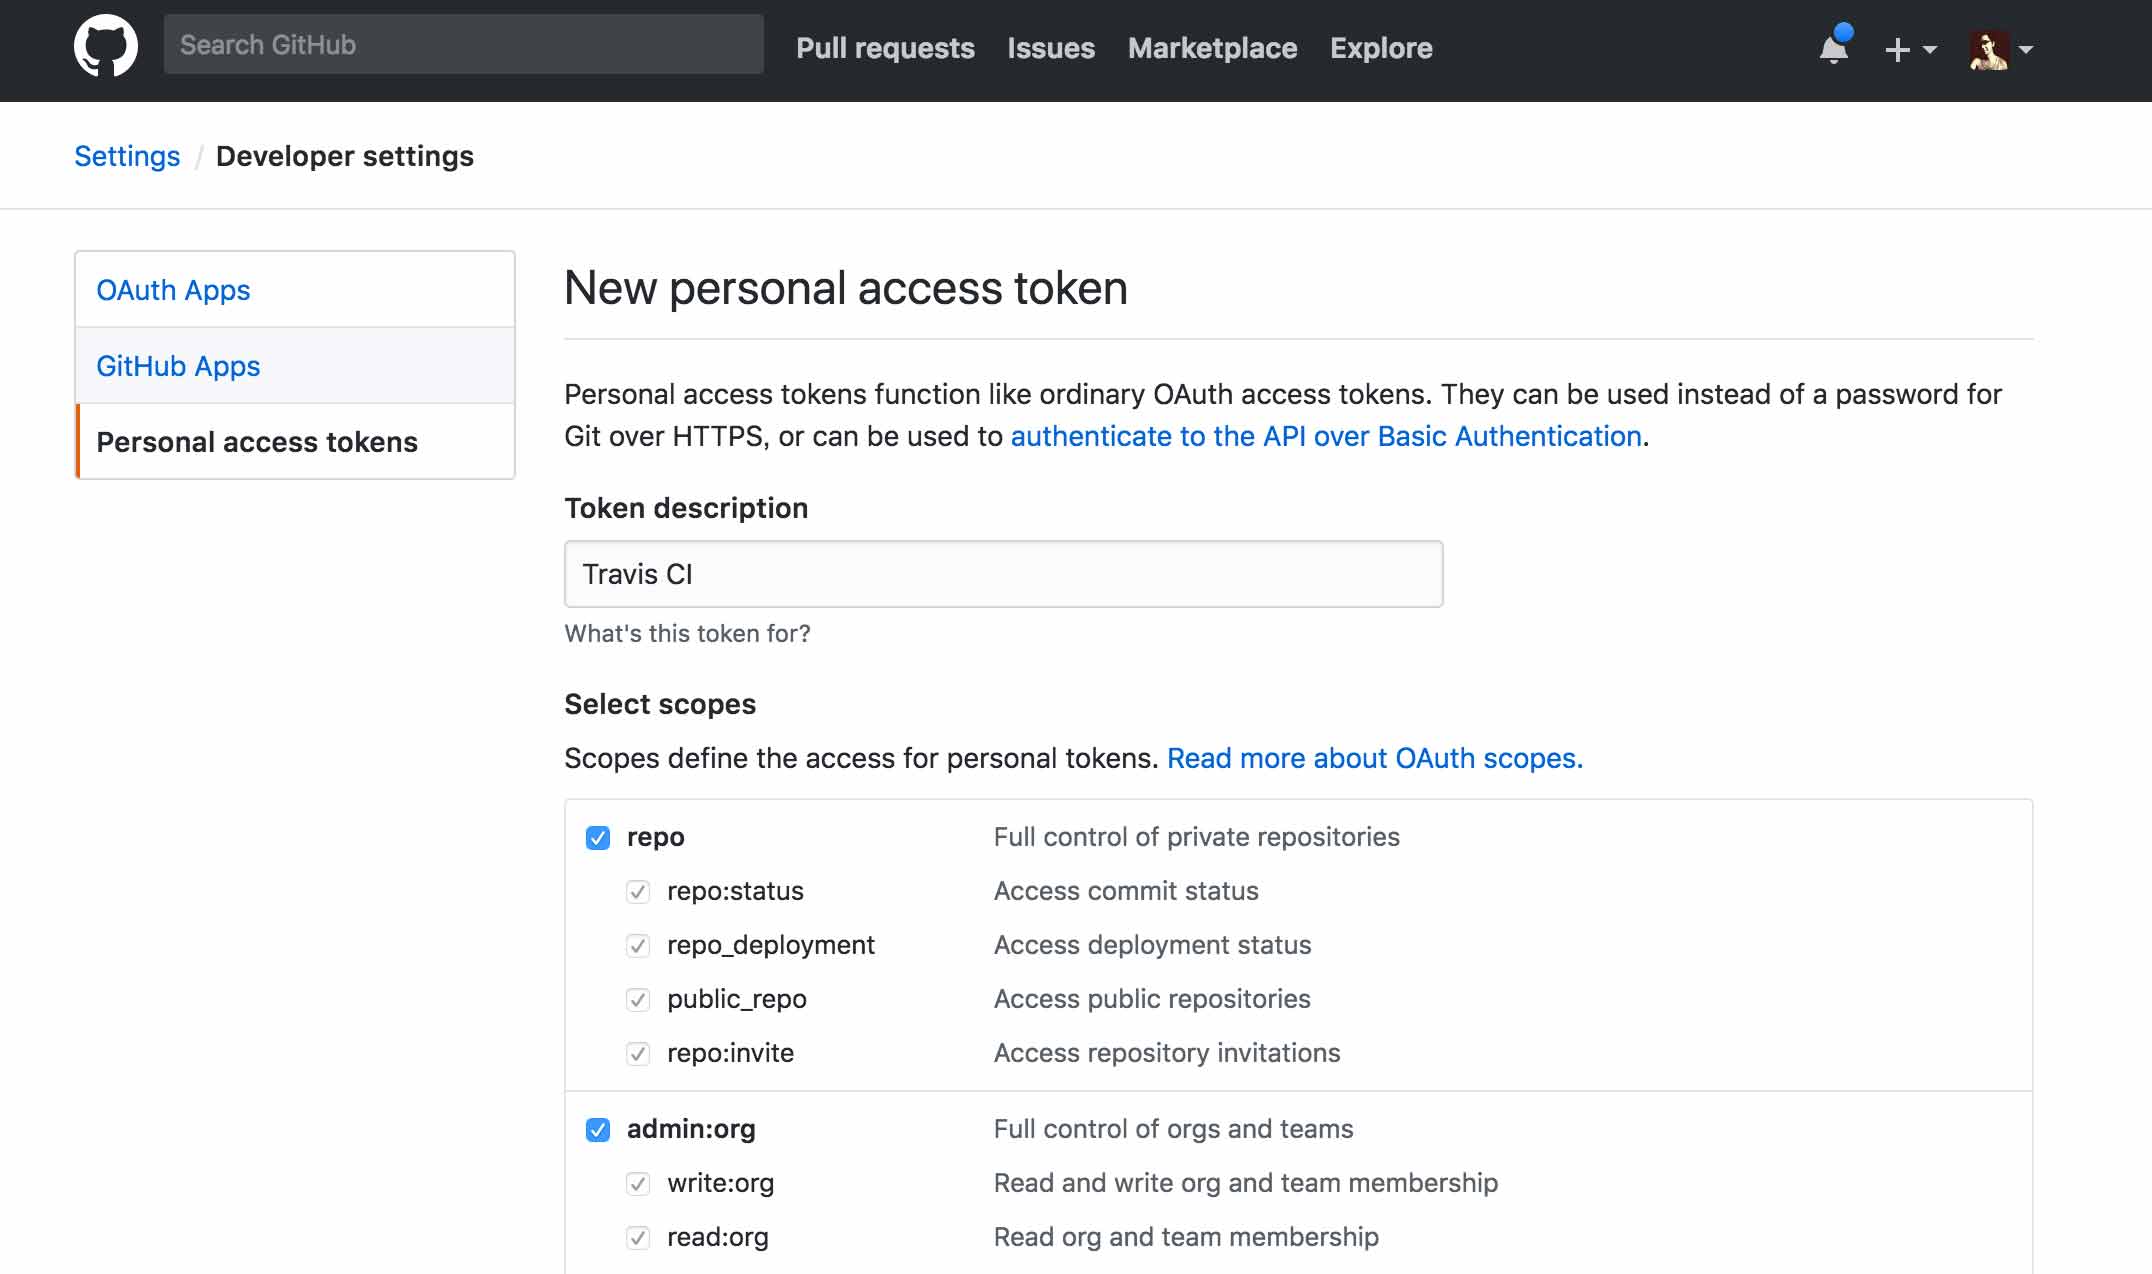 Search GitHub
Pull requests Issues Marketplace Explore
Settings / Developer settings
OAuth Apps
GitHub Apps
Personal access tokens
New personal access token
Personal access tokens function like ordinary OAuth access tokens. They can be used instead of a password for
Git over HTTPS, or can be used to authenticate to the API over Basic Authentication.
Token description
Travis CI
What's this token for?
Select scopes
Scopes define the access for personal tokens. Read more about OAuth scopes.
repo Full control of private repositories
repo:status Access commit status
repo_deployment Access deployment status
public_repo Access public repositories
repo:invite Access repository invitations
admin:org Full control of orgs and teams
write:org Read and write org and team membership
read:org Read org and team membership